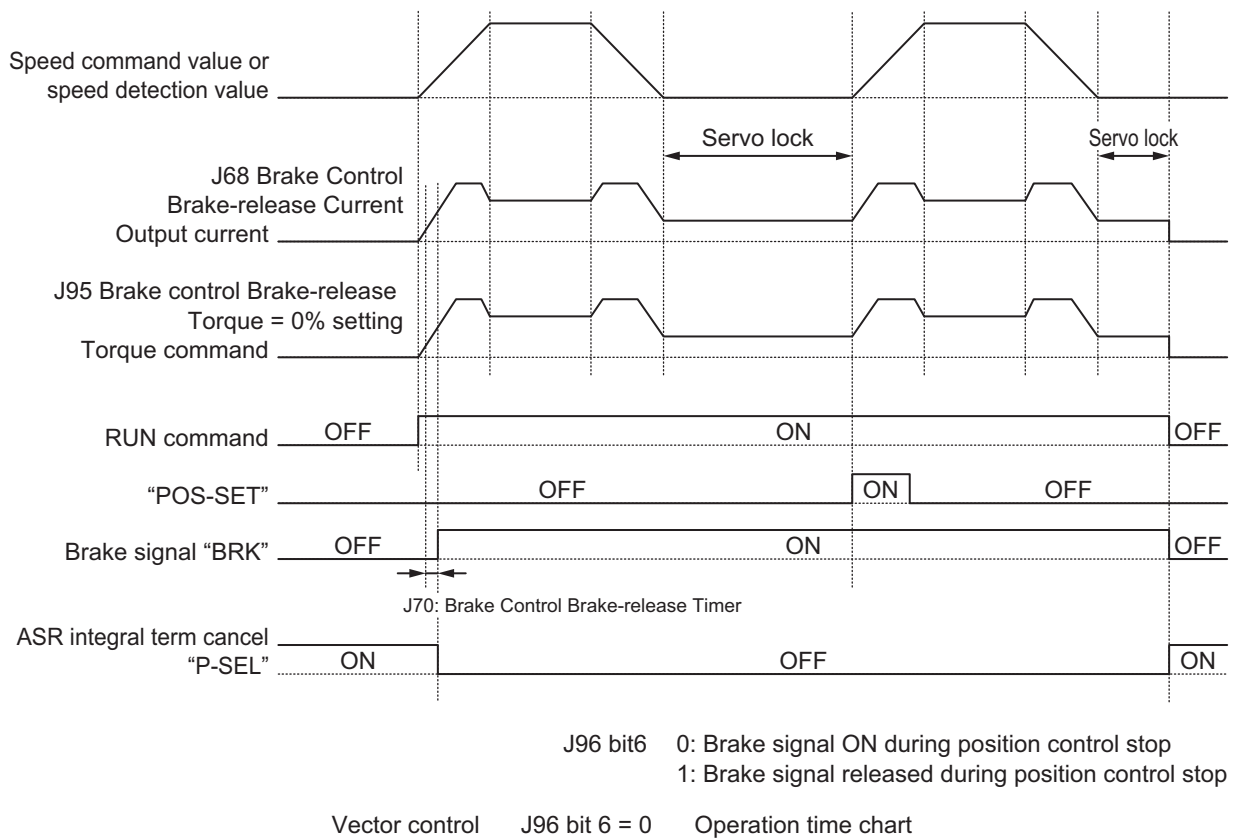 Speed command value or
speed detection value
Servo lock
Servo lock
J68 Brake Control
Brake-release Current
Output current
J95 Brake control Brake-release
Torque = 0% setting
Torque command
RUN command OFF ON OFF
“POS-SET” OFF ON OFF
Brake signal “BRK” OFF ON OFF
J70: Brake Control Brake-release Timer
ASR integral term cancel
“P-SEL” ON OFF ON
J96 bit6 0: Brake signal ON during position control stop
1: Brake signal released during position control stop
Vector control J96 bit 6 = 0 Operation time chart